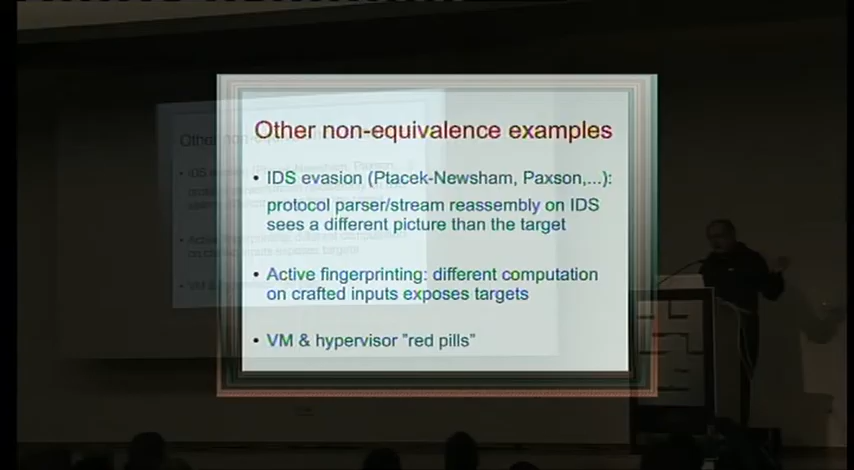 Other non-equivalence examples
• IDS evasion (Ptacek-Newsham, Paxson,...):
protocol parser/stream reassembly on IDS
sees a different picture than the target
• Active fingerprinting: different computation
on crafted inputs exposes targets
• VM & hypervisor "red pills"